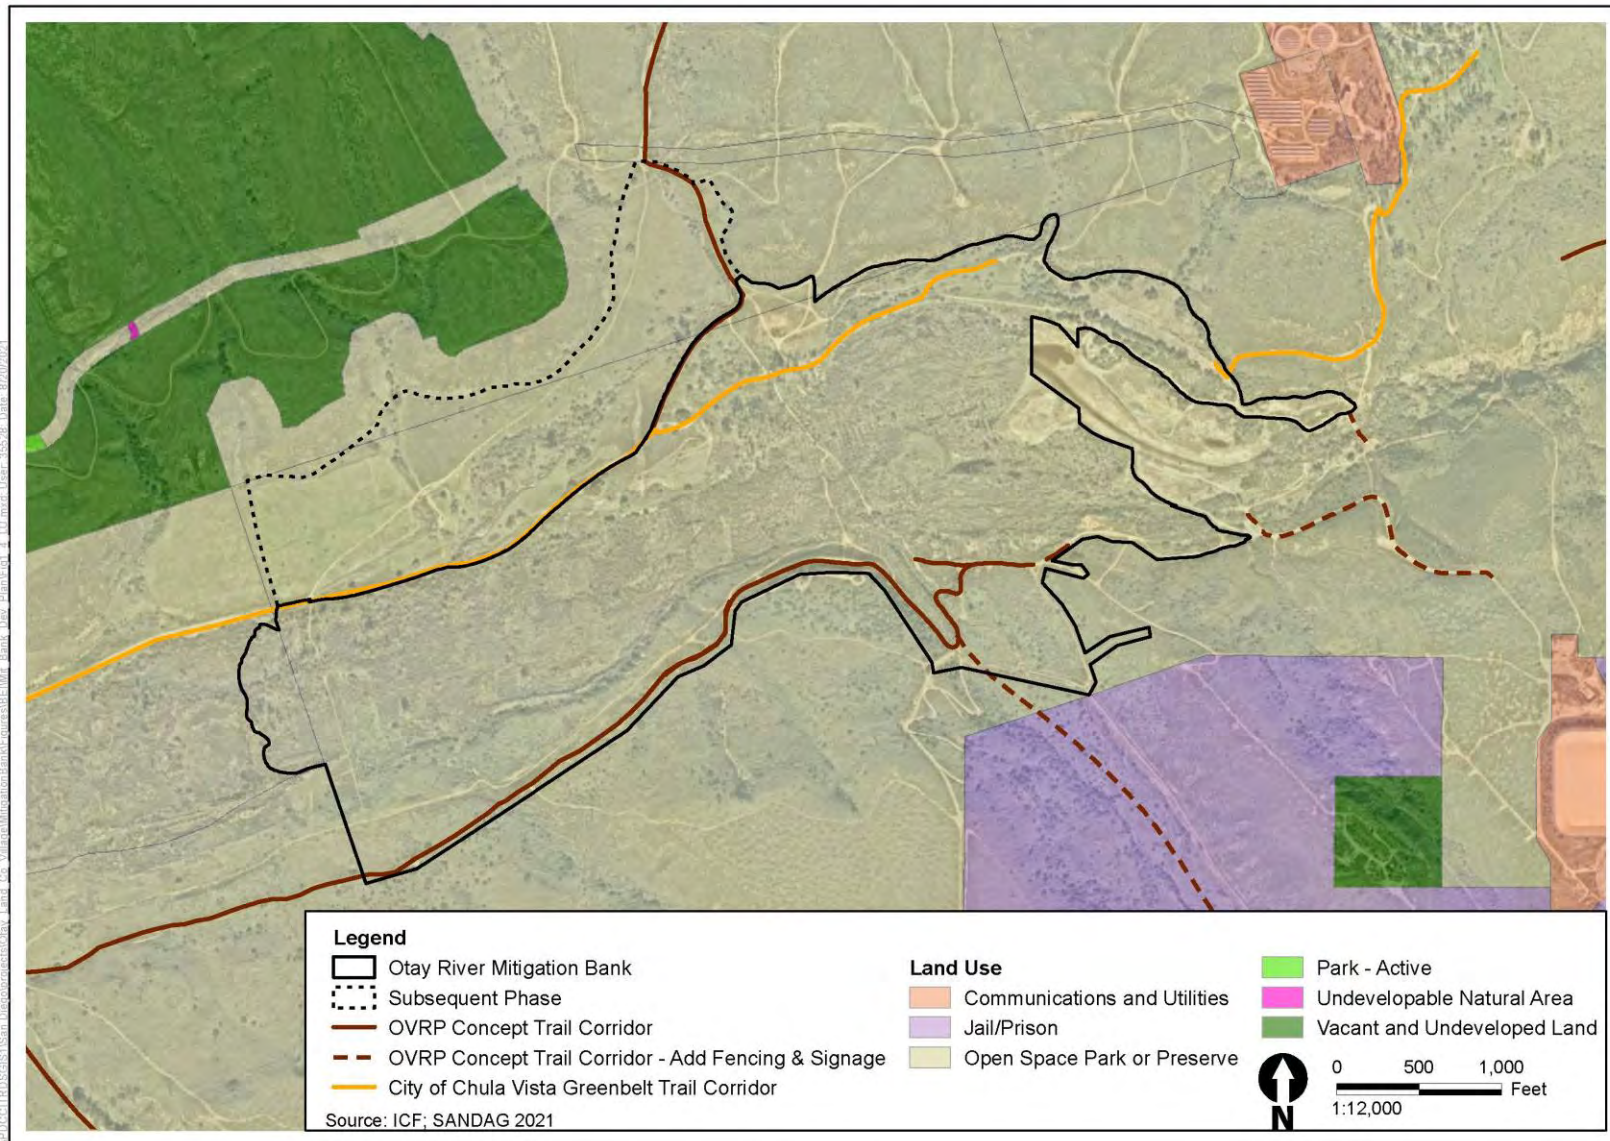 Legend
Otay River Mitigation Bank
Subsequent Phase
OVRP Concept Trail Corridor
OVRP Concept Trail Corridor - Add Fencing & Signage
City of Chula Vista Greenbelt Trail Corridor
Source: ICF; SANDAG 2021
Land Use
Communications and Utilities
Jail/Prison
Open Space Park or Preserve
Park - Active
Undevelopable Natural Area
Vacant and Undeveloped Land
N
0 500 1,000
Feet
1:12,000